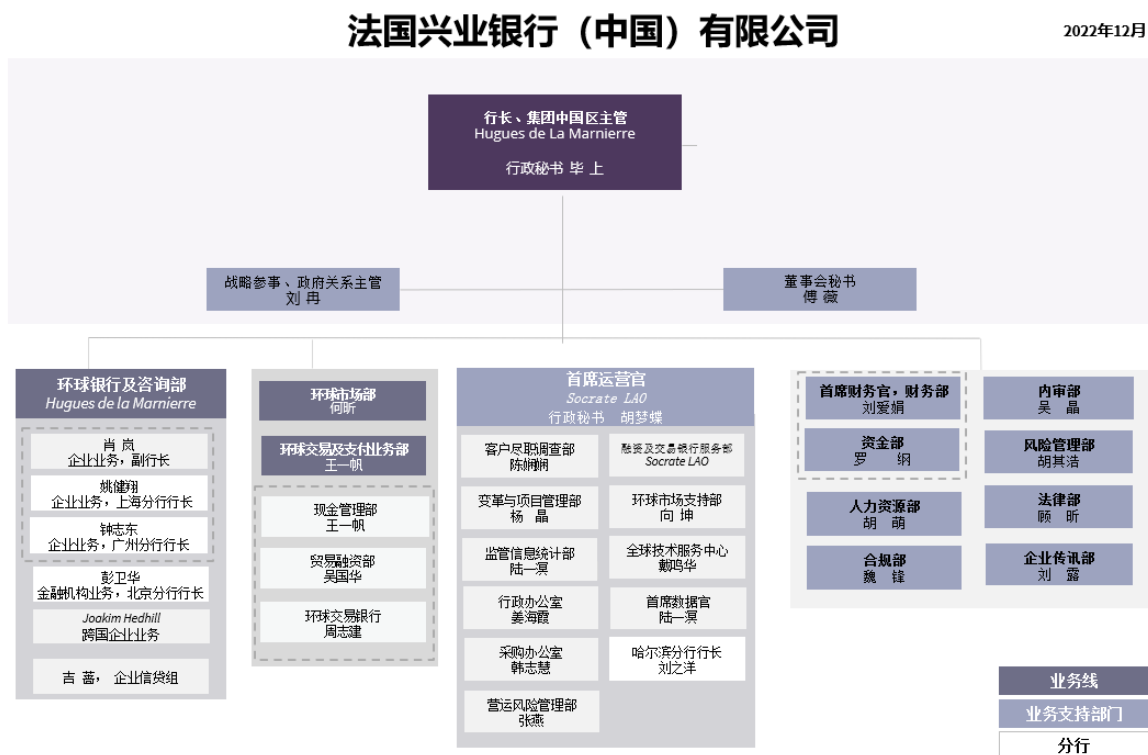 法国兴业银行（中国）有限公司
2022年12月
行长、集团中国区主管
Hugues de La Marnierre
行政秘书 毕 上
战略参事、政府关系主管
刘 冉
董事会秘书
傅 薇
环球银行及咨询部
Hugues de la Marnierre
肖 岚
企业业务，副行长
姚健翔
企业业务，上海分行行长
钟志东
企业业务，广州分行行长
彭卫华
金融机构业务，北京分行行长
Joakim Hedhill
跨国企业业务
吉 蔷， 企业信贷组
环球市场部
何昕
环球交易及支付业务部
王一帆
现金管理部
王一帆
贸易融资部
吴国华
环球交易银行
周志建
首席运营官
Socrate LAO
行政秘书 胡梦蝶
客户尽职调查部
陈娴娴
融资及交易银行服务部
Socrate LAO
变革与项目管理部
杨 晶
环球市场支持部
向 坤
监管信息统计部
陆一溟
全球技术服务中心
戴鸣华
行政办公室
姜海霞
首席数据官
陆一溟
采购办公室
韩志慧
哈尔滨分行行长
刘之洋
营运风险管理部
张燕
首席财务官，财务部
刘爱娟
资金部
罗 纲
人力资源部
胡 萌
合规部
魏 锋
内审部
吴 晶
风险管理部
胡其浩
法律部
顾 昕
企业传讯部
刘 露
业务线
业务支持部门
分行